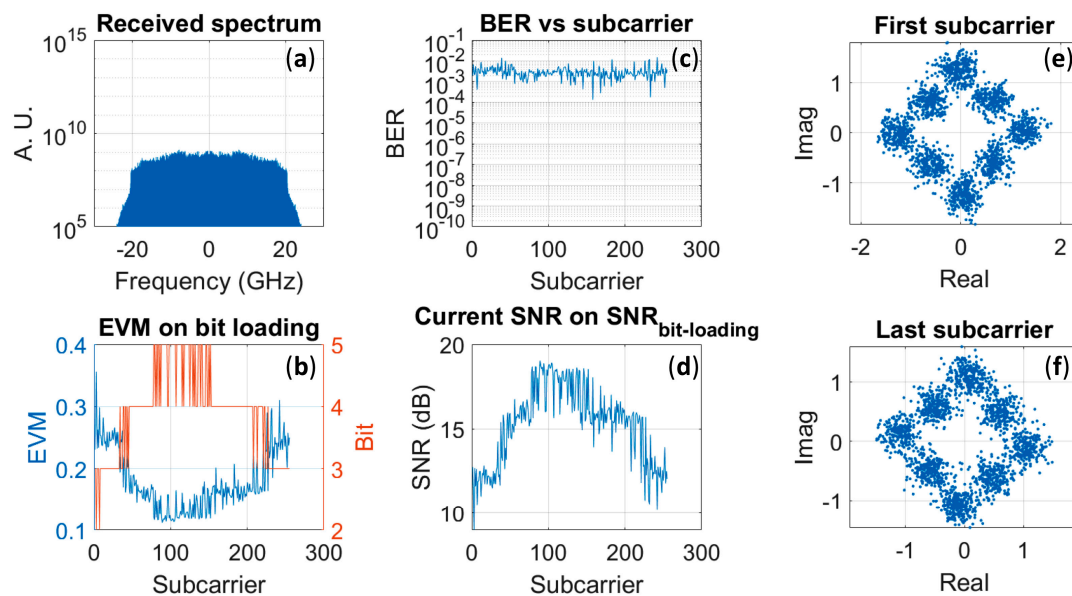 Received spectrum
(a)
A. U.
10^15
10^10
10^5
-20 0 20
Frequency (GHz)
BER vs subcarrier
(c)
BER
10^-1
10^-2
10^-3
10^-4
10^-5
10^-6
10^-7
10^-8
10^-9
10^-10
0 100 200 300
Subcarrier
First subcarrier
(e)
Imag
1
0
-1
-2 0 2
Real
EVM on bit loading
(b)
EVM
0.4
0.3
0.2
0.1
Bit
5
4
3
2
0 100 200 300
Subcarrier
Current SNR on SNR_bit-loading
(d)
SNR (dB)
20
15
10
0 100 200 300
Subcarrier
Last subcarrier
(f)
Imag
1
0
-1
-1 0 1
Real